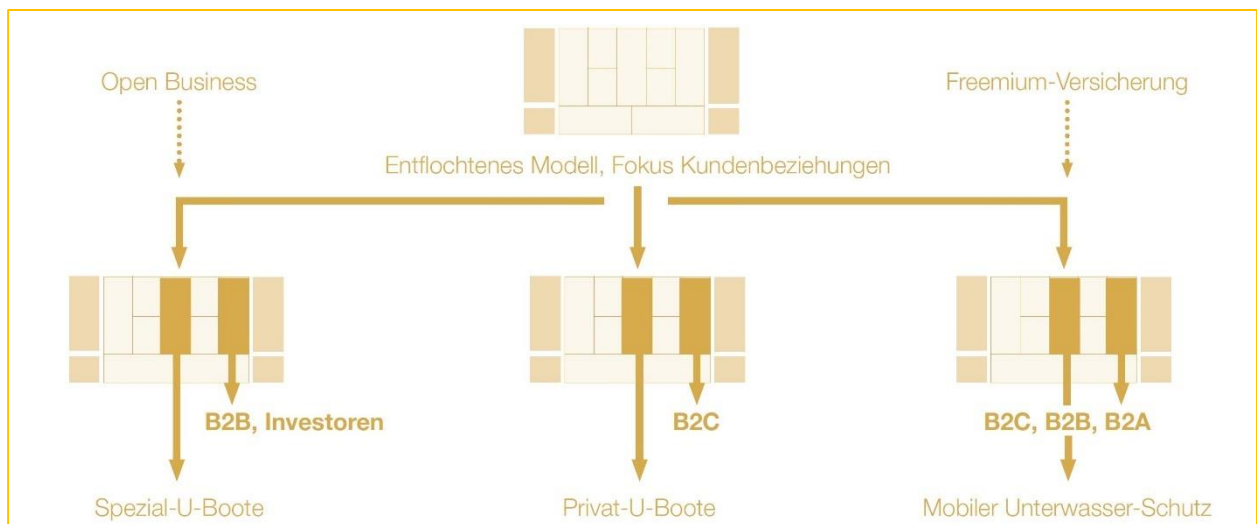 Open Business
Freemium-Versicherung
Entflochtenes Modell, Fokus Kundenbeziehungen
B2B, Investoren
B2C
B2C, B2B, B2A
Spezial-U-Boote
Privat-U-Boote
Mobiler Unterwasser-Schutz